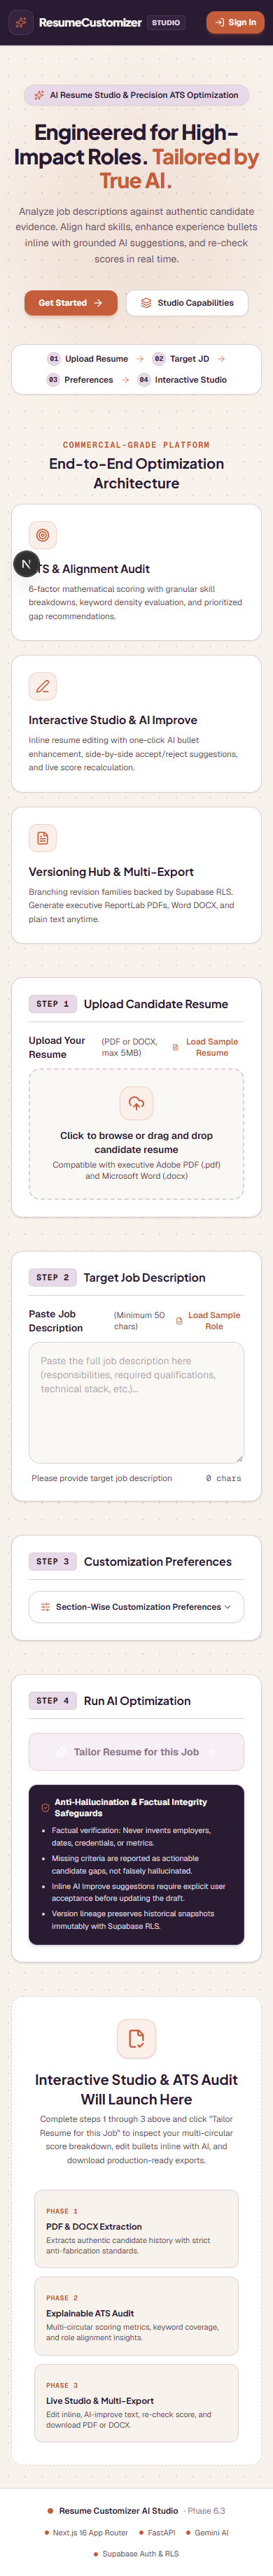 ResumeCustomizer STUDIO Sign In
AI Resume Studio & Precision ATS Optimization
Engineered for High-
Impact Roles. Tailored by
True AI.
Analyze job descriptions against authentic candidate
evidence. Align hard skills, enhance experience bullets
inline with grounded AI suggestions, and re-check
scores in real time.
Get Started → Studio Capabilities
01 Upload Resume → 02 Target JD →
03 Preferences → 04 Interactive Studio
COMMERCIAL-GRADE PLATFORM
End-to-End Optimization
Architecture
N
& Alignment Audit
6-factor mathematical scoring with granular skill
breakdowns, keyword density evaluation, and prioritized
gap recommendations.
Interactive Studio & AI Improve
Inline resume editing with one-click AI bullet
enhancement, side-by-side accept/reject suggestions,
and live score recalculation.
Versioning Hub & Multi-Export
Branching revision families backed by Supabase RLS.
Generate executive ReportLab PDFs, Word DOCX, and
plain text anytime.
STEP 1 Upload Candidate Resume
Upload Your
Resume
(PDF or DOCX,
max 5MB)
Load Sample
Resume
Click to browse or drag and drop
candidate resume
Compatible with executive Adobe PDF (.pdf)
and Microsoft Word (.docx)
STEP 2 Target Job Description
Paste Job
Description
(Minimum 50
chars)
Load Sample
Role
Paste the full job description here
(responsibilities, required qualifications,
technical stack, etc.)...
Please provide target job description 0 chars
STEP 3 Customization Preferences
Section-Wise Customization Preferences
STEP 4 Run AI Optimization
Tailor Resume for this Job
Anti-Hallucination & Factual Integrity
Safeguards
• Factual verification: Never invents employers,
dates, credentials, or metrics.
• Missing criteria are reported as actionable
candidate gaps, not falsely hallucinated.
• Inline AI Improve suggestions require explicit user
acceptance before updating the draft.
• Version lineage preserves historical snapshots
immutably with Supabase RLS.
Interactive Studio & ATS Audit
Will Launch Here
Complete steps 1 through 3 above and click "Tailor
Resume for this Job" to inspect your multi-circular
score breakdown, edit bullets inline with AI, and
download production-ready exports.
PHASE 1
PDF & DOCX Extraction
Extracts authentic candidate history with strict
anti-fabrication standards.
PHASE 2
Explainable ATS Audit
Multi-circular scoring metrics, keyword coverage,
and role alignment insights.
PHASE 3
Live Studio & Multi-Export
Edit inline, AI-improve text, re-check score, and
download PDF or DOCX.
Resume Customizer AI Studio · Phase 6.3
Next.js 16 App Router • FastAPI • Gemini AI
Supabase Auth & RLS